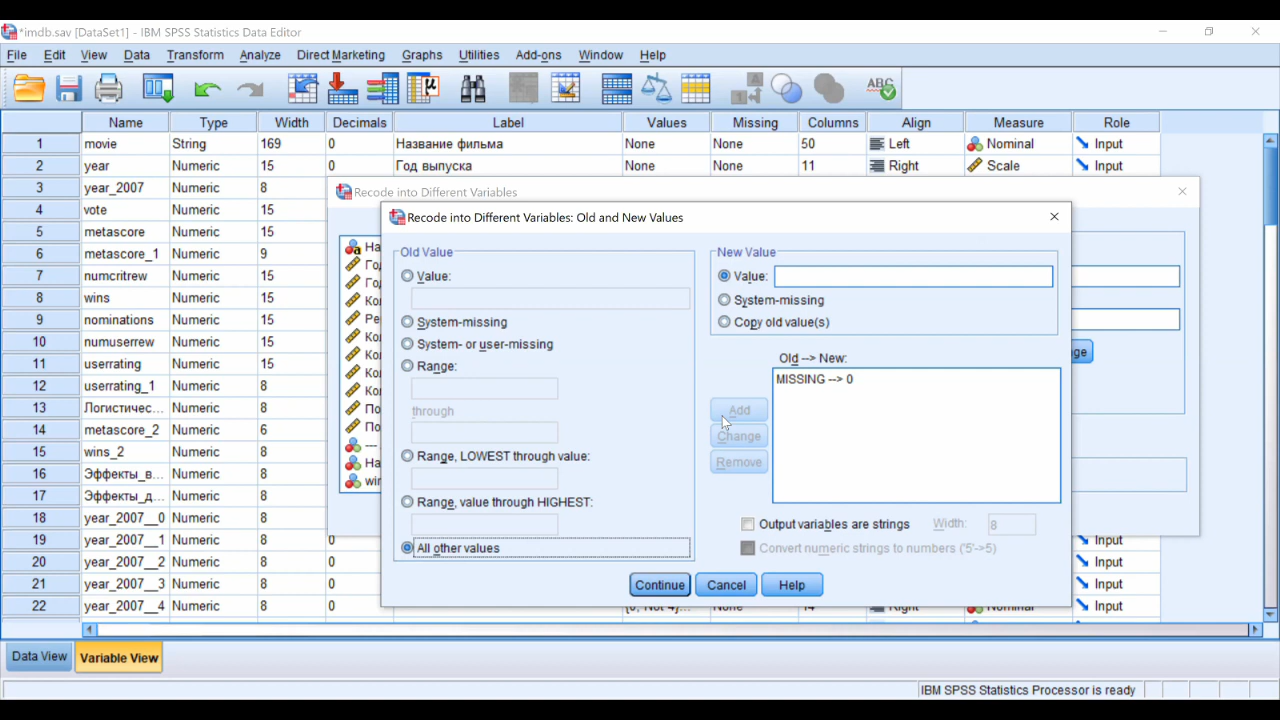 *imdb.sav [DataSet1] - IBM SPSS Statistics Data Editor
File Edit View Data Transform Analyze Direct Marketing Graphs Utilities Add-ons Window Help
Name Type Width Decimals Label Values Missing Columns Align Measure Role
1 movie String 169 0 Название фильма None None 50 Left Nominal Input
2 year Numeric 15 0 Год выпуска None None 11 Right Scale Input
3 year_2007 Numeric 8
4 vote Numeric 15
5 metascore Numeric 15
6 metascore_1 Numeric 9
7 numcritrew Numeric 15
8 wins Numeric 15
9 nominations Numeric 15
10 numuserrew Numeric 15
11 userrating Numeric 15
12 userrating_1 Numeric 8
13 Логистичес... Numeric 8
14 metascore_2 Numeric 6
15 wins_2 Numeric 8
16 Эффекты_в... Numeric 8
17 Эффекты_д... Numeric 8
18 year_2007__0 Numeric 8
19 year_2007__1 Numeric 8 0 Input
20 year_2007__2 Numeric 8 0 Input
21 year_2007__3 Numeric 8 0 Input
22 year_2007__4 Numeric 8 0 {0, Not 4}... None 14 Right Nominal Input
Recode into Different Variables
Recode into Different Variables: Old and New Values
Old Value
Value:
System-missing
System- or user-missing
Range:
through
Range, LOWEST through value:
Range, value through HIGHEST:
All other values
New Value
Value:
System-missing
Copy old value(s)
Old --> New:
MISSING --> 0
Add
Change
Remove
Output variables are strings Width: 8
Convert numeric strings to numbers ('5'->5)
Continue Cancel Help
Data View Variable View
IBM SPSS Statistics Processor is ready